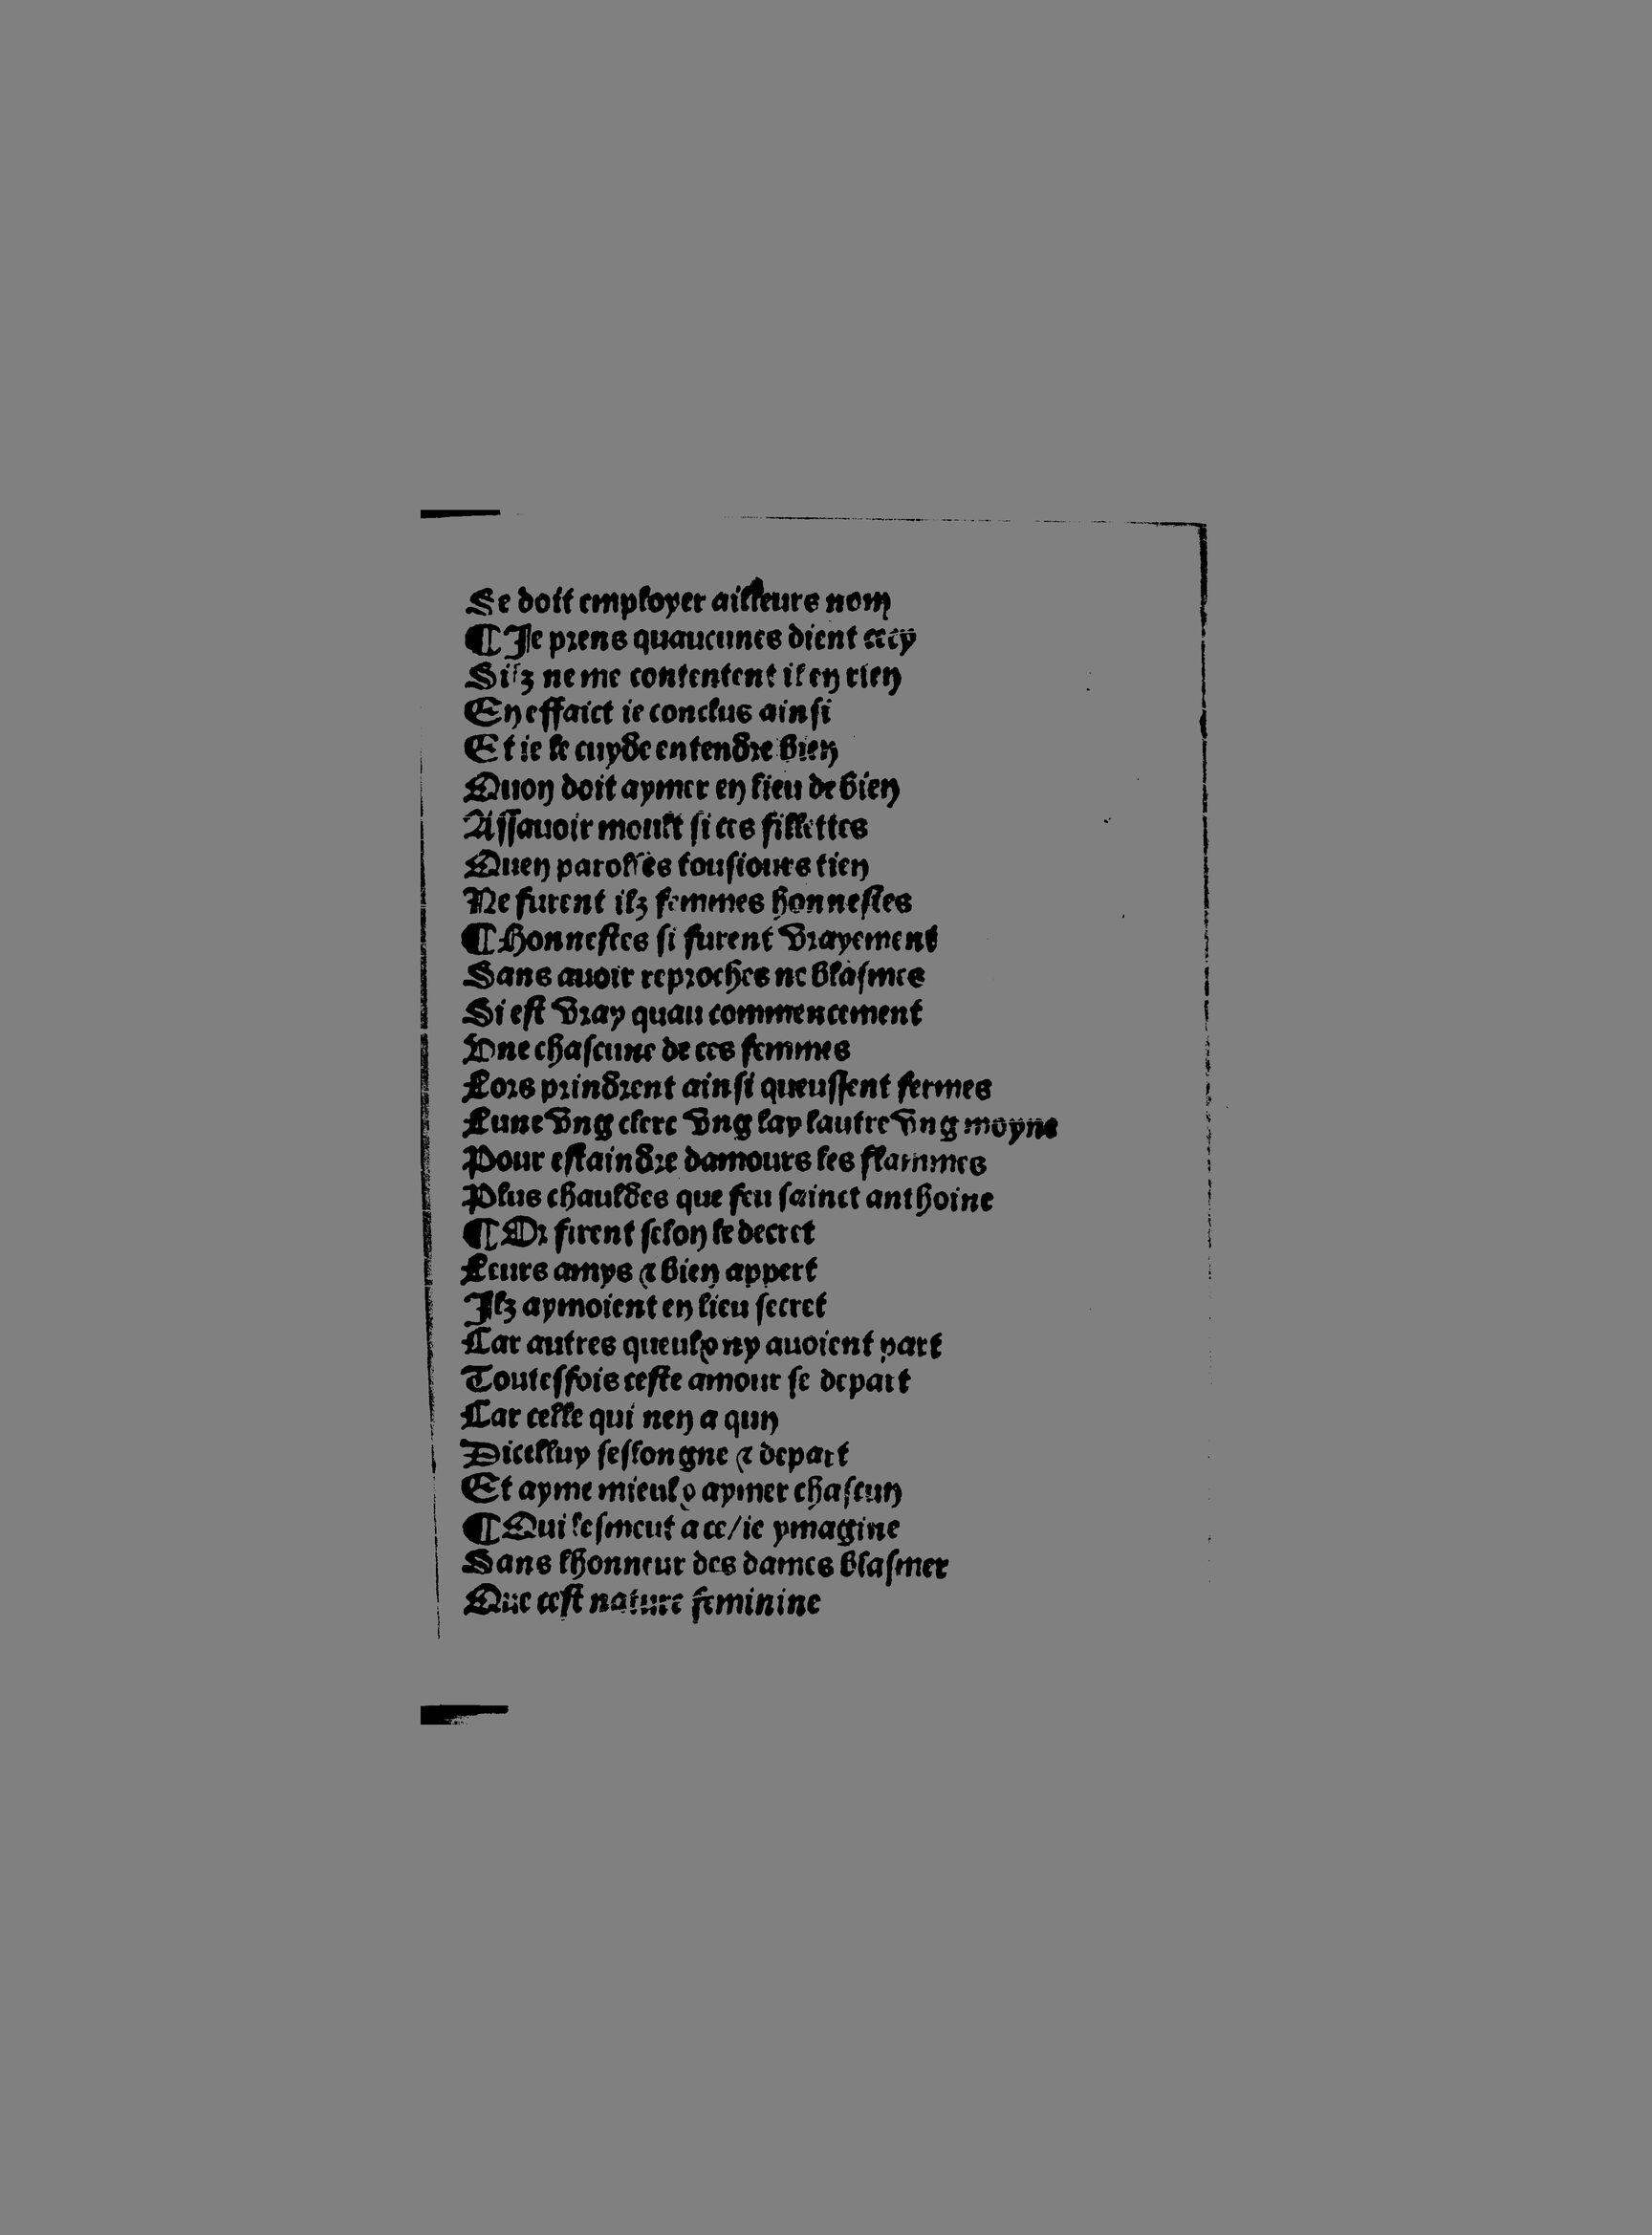 Se doit employer ailleurs nom
¶ Je prens quaucunes dient cecy
Silz ne me contentent il en rien
En effaict ie conclus ainsi
Et ie le cuyde entendre bien
Quon doit aymer en lieu de bien
Assauoir moult si ces fillettes
Quen parolles tousiours tien
Ne furent ilz femmes honnestes
¶ Honnestes si furent vrayement
Sans auoir reproches ne blasmes
Si est vray quau commencement
Vne chascune de ces femmes
Lors prindrent ainsi queussent fermes
Lune vng clerc vng lay lautre vng moyne
Pour estaindre damours les flammes
Plus chauldes que feu sainct anthoine
¶ Or firent selon le decret
Leurs amys ⁊ bien appert
Ilz aymoient en lieu secret
Car autres queulx ny auoient part
Toutesfois ceste amour se depart
Car celle qui nen a qun
Dicelluy seslongne ⁊ depart
Et ayme mieulx aymer chascun
¶ Qui lesmeut a ce/ie ymagine
Sans lhonneur des dames blasmer
Que cest nature feminine